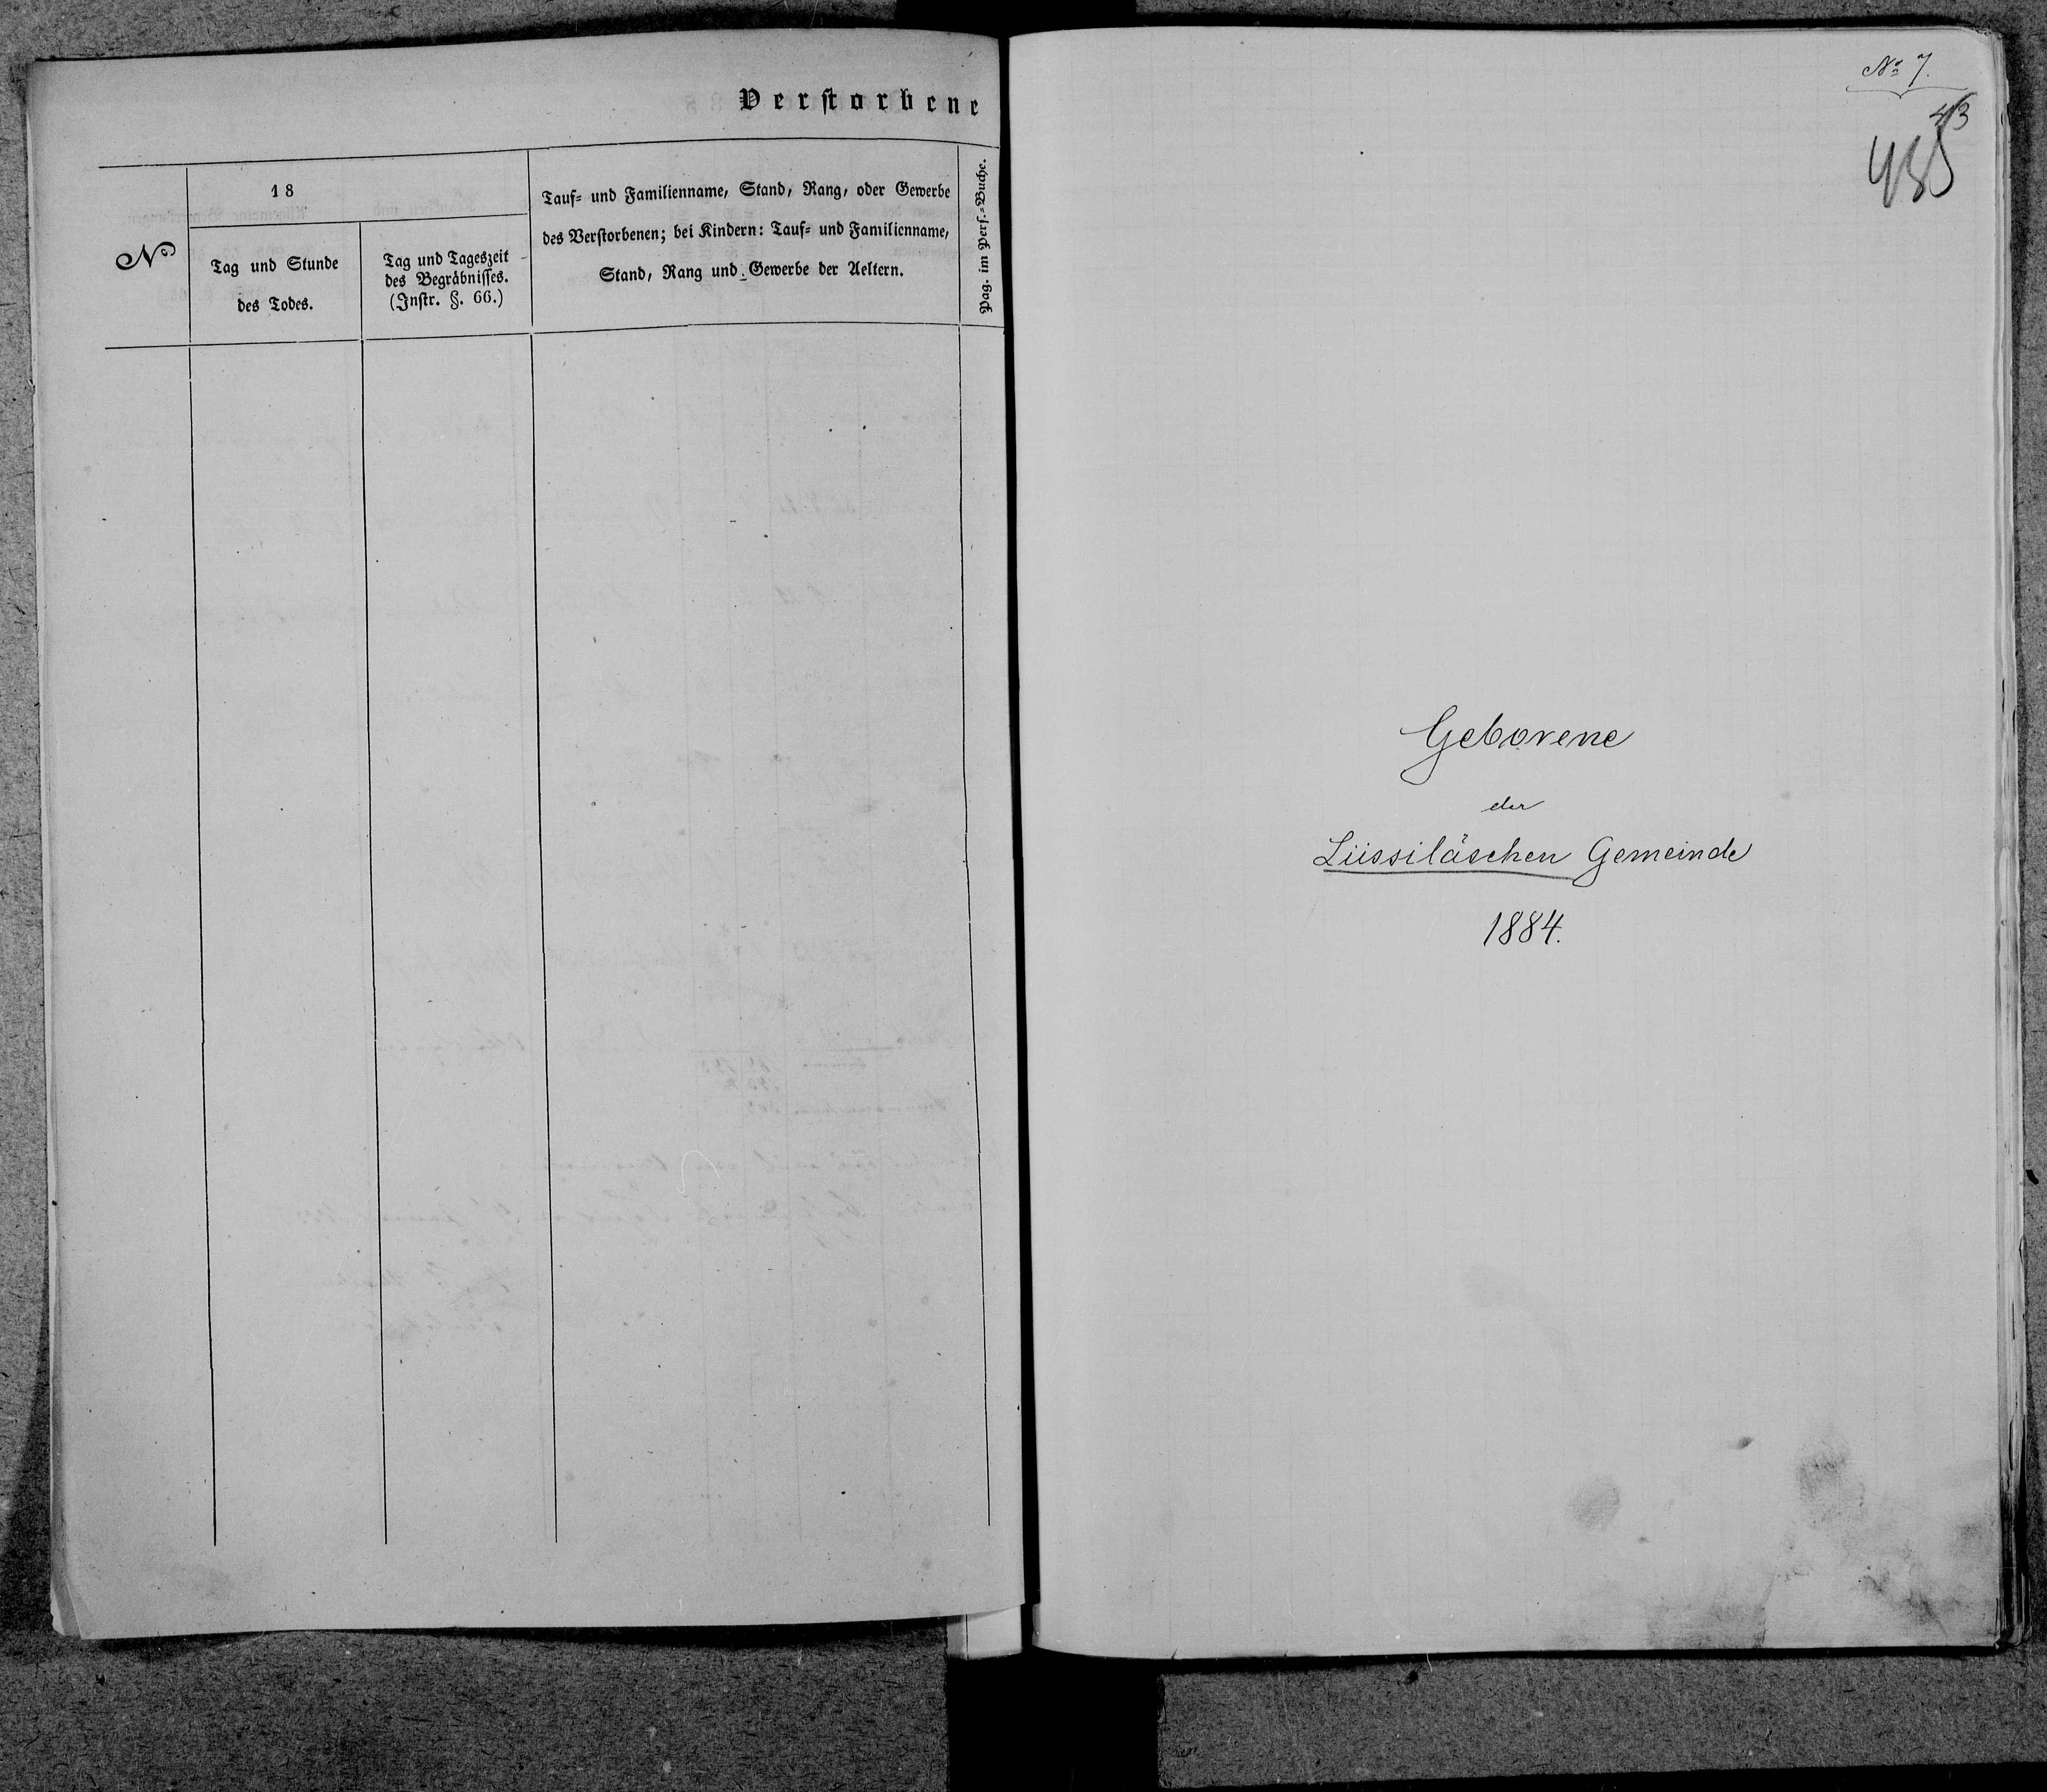 Verstorbene
No
18
Tag und Stunde
des Todes.
Tag und Tageszeit
des Begräbnisses.
(Instr. §. 66.)
Tauf- und Familienname, Stand, Rang, oder Gewerbe
des Verstorbenen; bei Kindern: Tauf- und Familienname,
Stand, Rang und Gewerbe der Aeltern.
Pag. im Pers.-Buche.
No 7.
43
485
Geborene
der
Liissiläschen Gemeinde
1884.